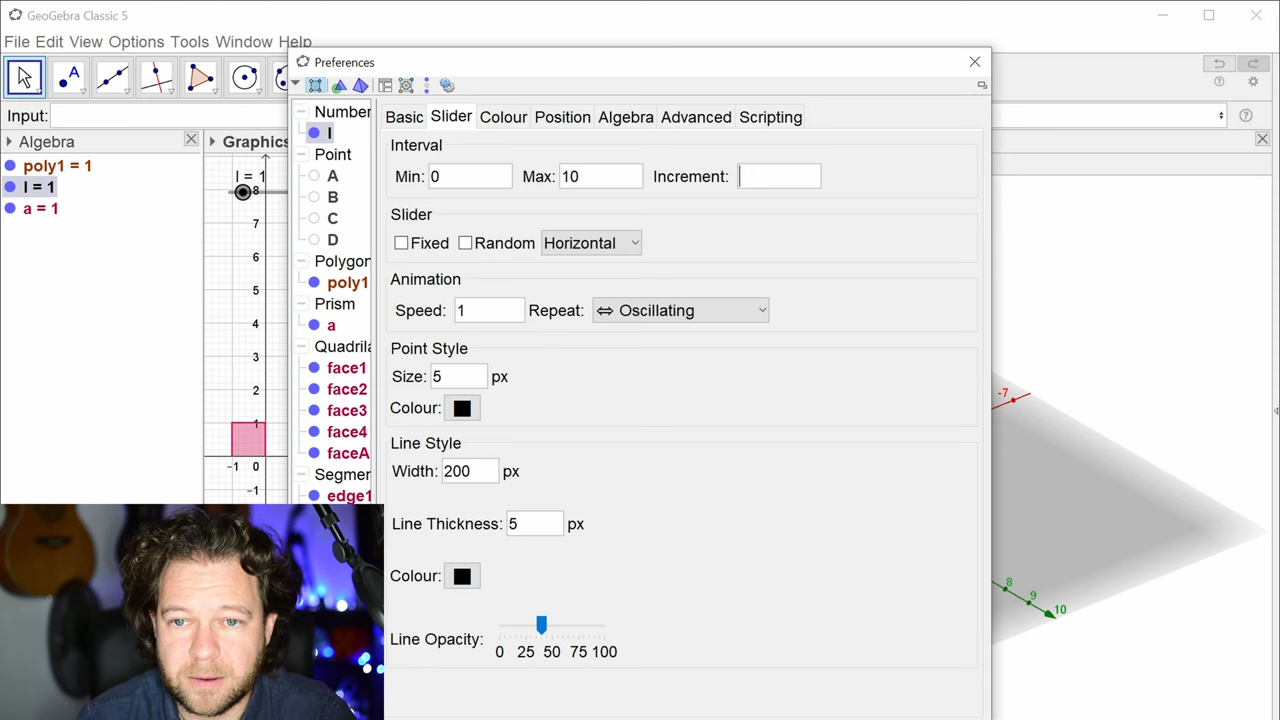 GeoGebra Classic 5
File Edit View Options Tools Window Help
A
Input:
Algebra
poly1 = 1
l = 1
a = 1
Graphics
l = 1
8
7
6
5
4
3
2
1
-1 0
-1
Preferences
Number
l
Point
A
B
C
D
Polygon
poly1
Prism
a
Quadrila
face1
face2
face3
face4
faceA
Segmen
edge1
Basic Slider Colour Position Algebra Advanced Scripting
Interval
Min: 0 Max: 10 Increment:
Slider
Fixed Random Horizontal
Animation
Speed: 1 Repeat: ⇔ Oscillating
Point Style
Size: 5 px
Colour:
Line Style
Width: 200 px
Line Thickness: 5 px
Colour:
Line Opacity:
0 25 50 75 100
-7
8
9
10